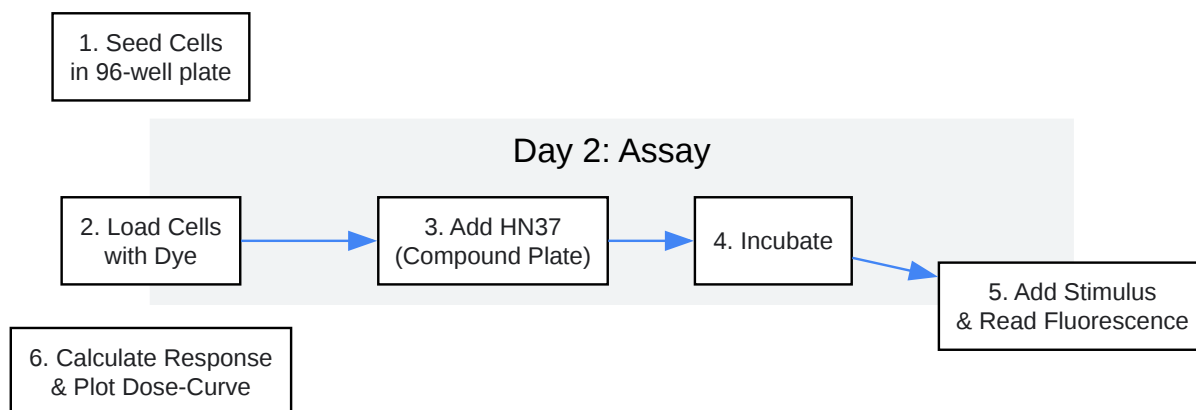 1. Seed Cells
in 96-well plate
Day 2: Assay
2. Load Cells
with Dye
3. Add HN37
(Compound Plate)
4. Incubate
5. Add Stimulus
& Read Fluorescence
6. Calculate Response
& Plot Dose-Curve